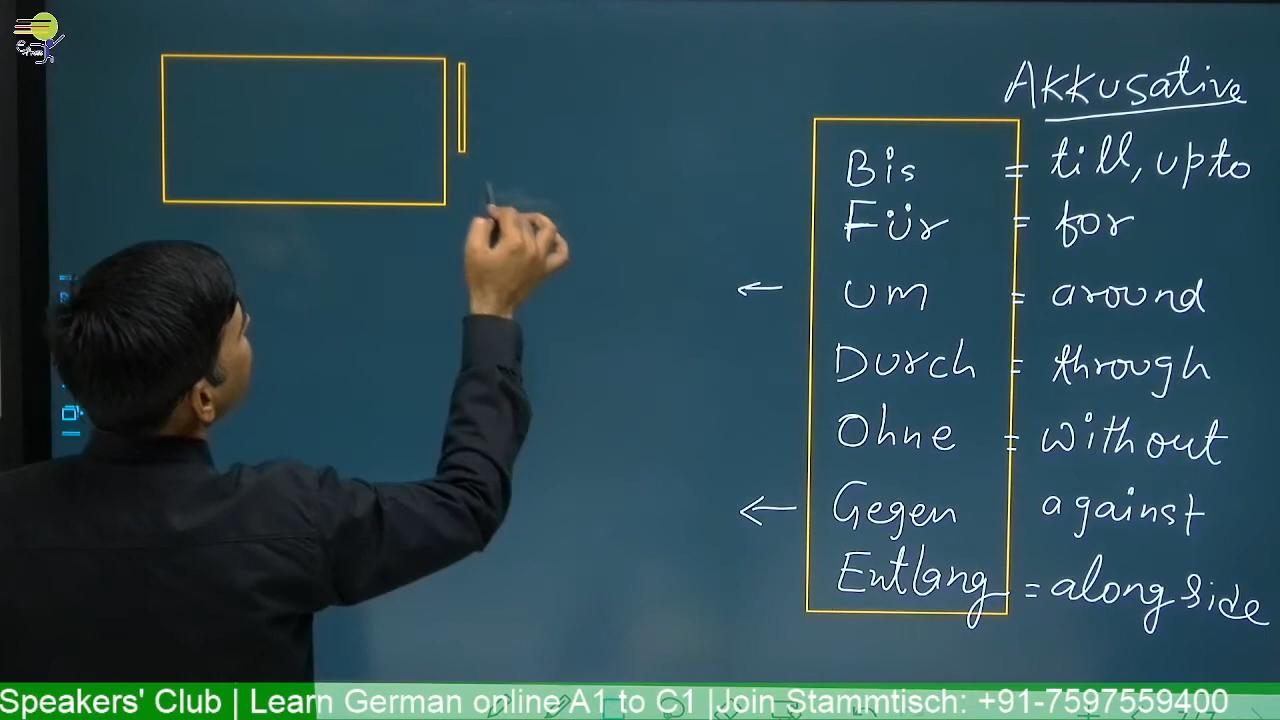 Akkusative
Bis = till, upto
Für = for
← um = around
Durch = through
Ohne = without
← Gegen against
Entlang = alongside
Speakers' Club | Learn German online A1 to C1 |Join Stammtisch: +91-7597559400